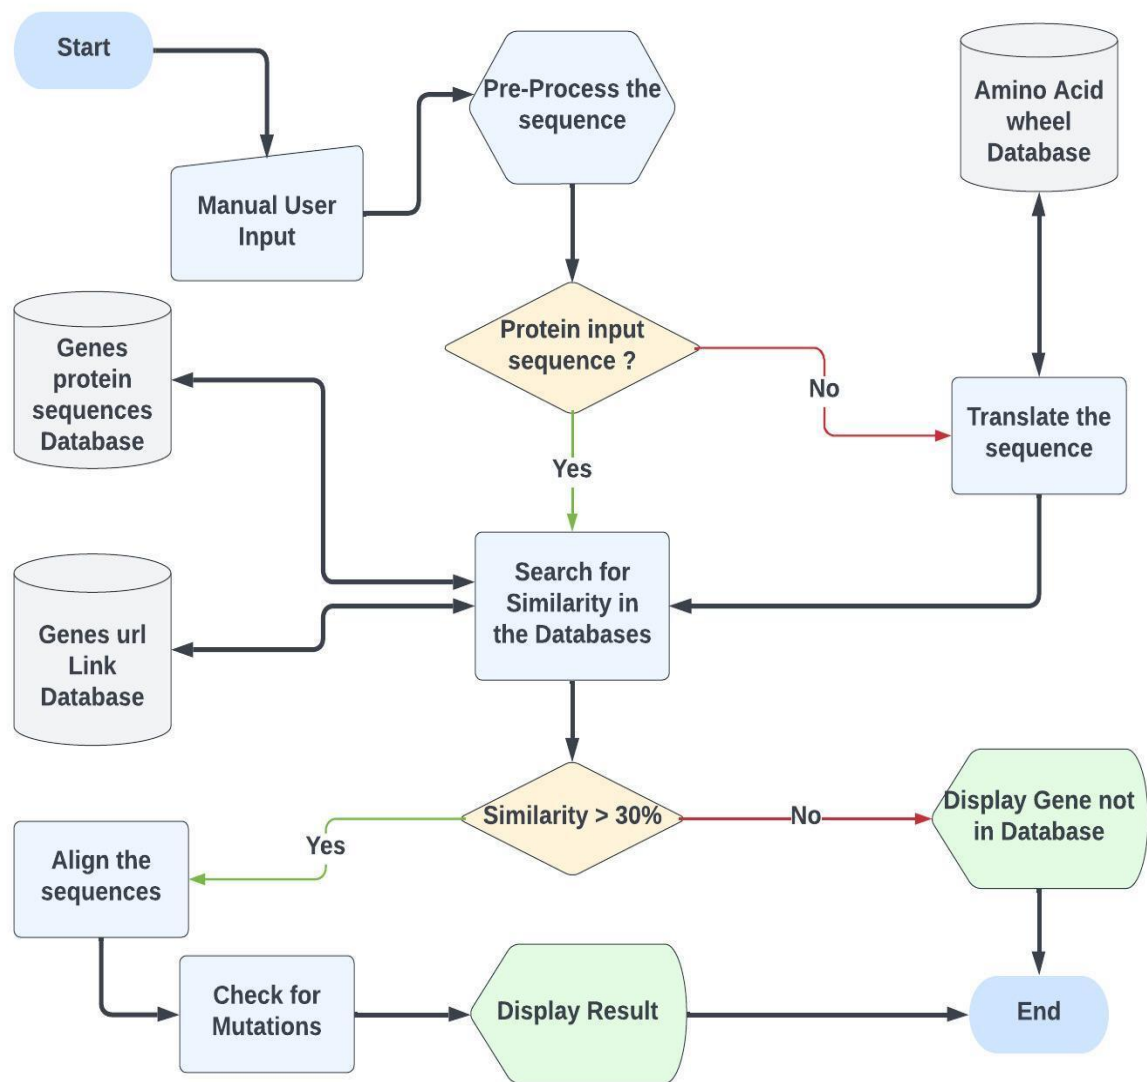 Start
Pre-Process the
sequence
Amino Acid
wheel
Database
Manual User
Input
Genes
protein
sequences
Database
Protein input
sequence ?
No
Translate the
sequence
Yes
Search for
Similarity in
the Databases
Genes url
Link
Database
Similarity > 30%
No
Display Gene not
in Database
Yes
Align the
sequences
Check for
Mutations
Display Result
End